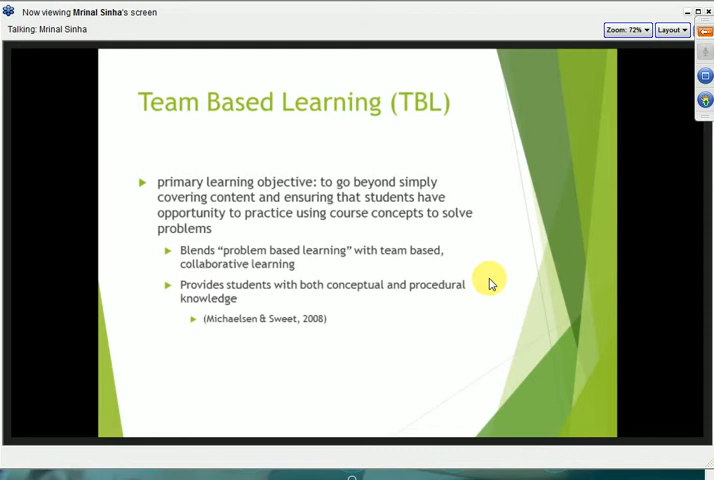 Now viewing Mrinal Sinha's screen
Talking: Mrinal Sinha
Zoom: 72%
Layout
Team Based Learning (TBL)
primary learning objective: to go beyond simply
covering content and ensuring that students have
opportunity to practice using course concepts to solve
problems
Blends “problem based learning” with team based,
collaborative learning
Provides students with both conceptual and procedural
knowledge
(Michaelsen & Sweet, 2008)